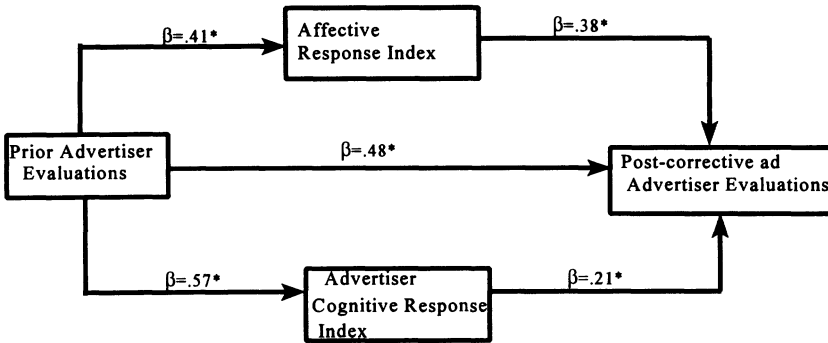 β=.41*
Affective
Response Index
β=.38*
Prior Advertiser
Evaluations
β=.48*
Post-corrective ad
Advertiser Evaluations
β=.57*
Advertiser
Cognitive Response
Index
β=.21*